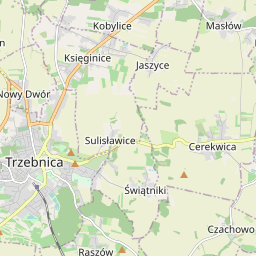 Kobylice
Masłów
Księginice
Jaszyce
Nowy Dwór
Sulisławice
Cerekwica
Trzebnica
Świątniki
Czachowo
Raszów